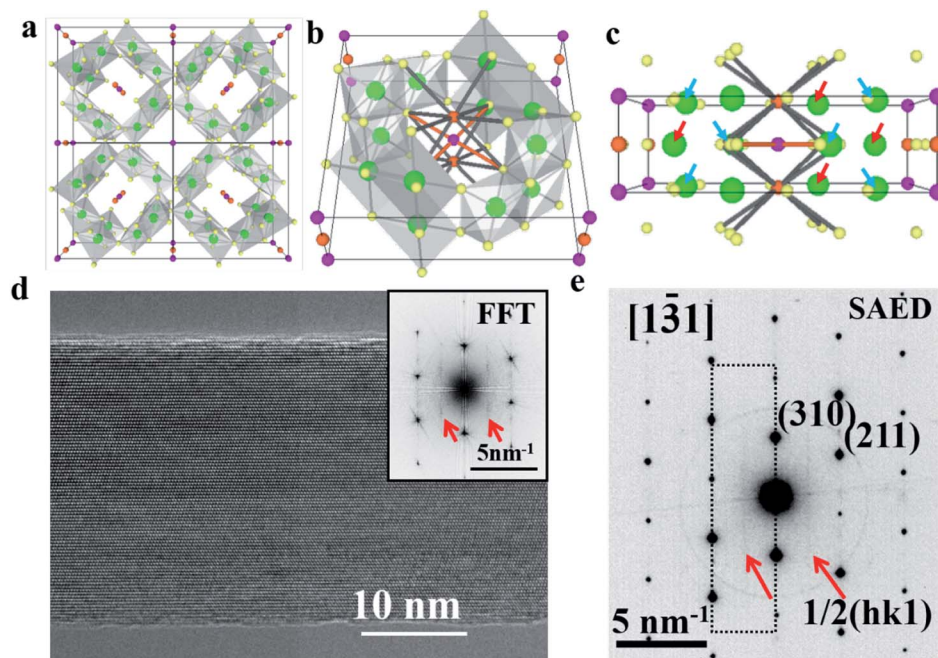 a
b
c
d
FFT
5nm⁻¹
10 nm
e
[13̄1]
SAED
(310)
(211)
1/2(hk1)
5 nm⁻¹